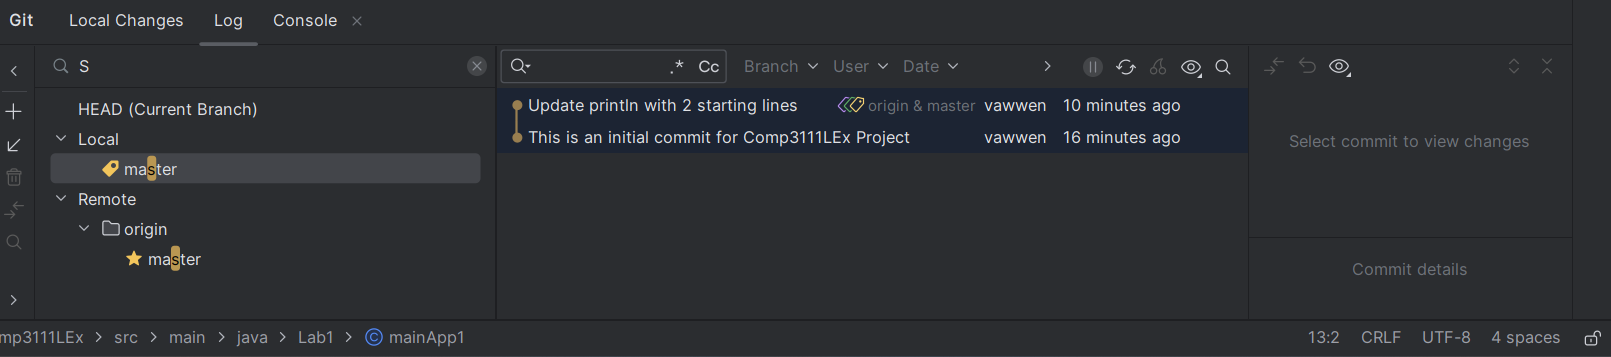 Git Local Changes Log Console
S
.* Cc Branch User Date
HEAD (Current Branch)
Local
master
Remote
origin
master
Update println with 2 starting lines origin & master vawwen 10 minutes ago
This is an initial commit for Comp3111LEx Project vawwen 16 minutes ago
Select commit to view changes
Commit details
mp3111LEx src main java Lab1 mainApp1 13:2 CRLF UTF-8 4 spaces